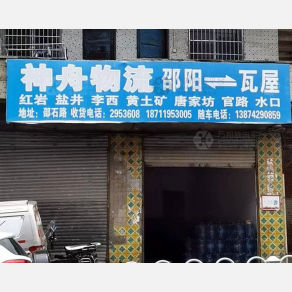 神舟物流 邵阳⇌瓦屋
红岩 盐井 李西 黄土矿 唐家坊 官路 水口
地址:邵石路 收货电话:2953608 18711953005 随车电话:13874290859